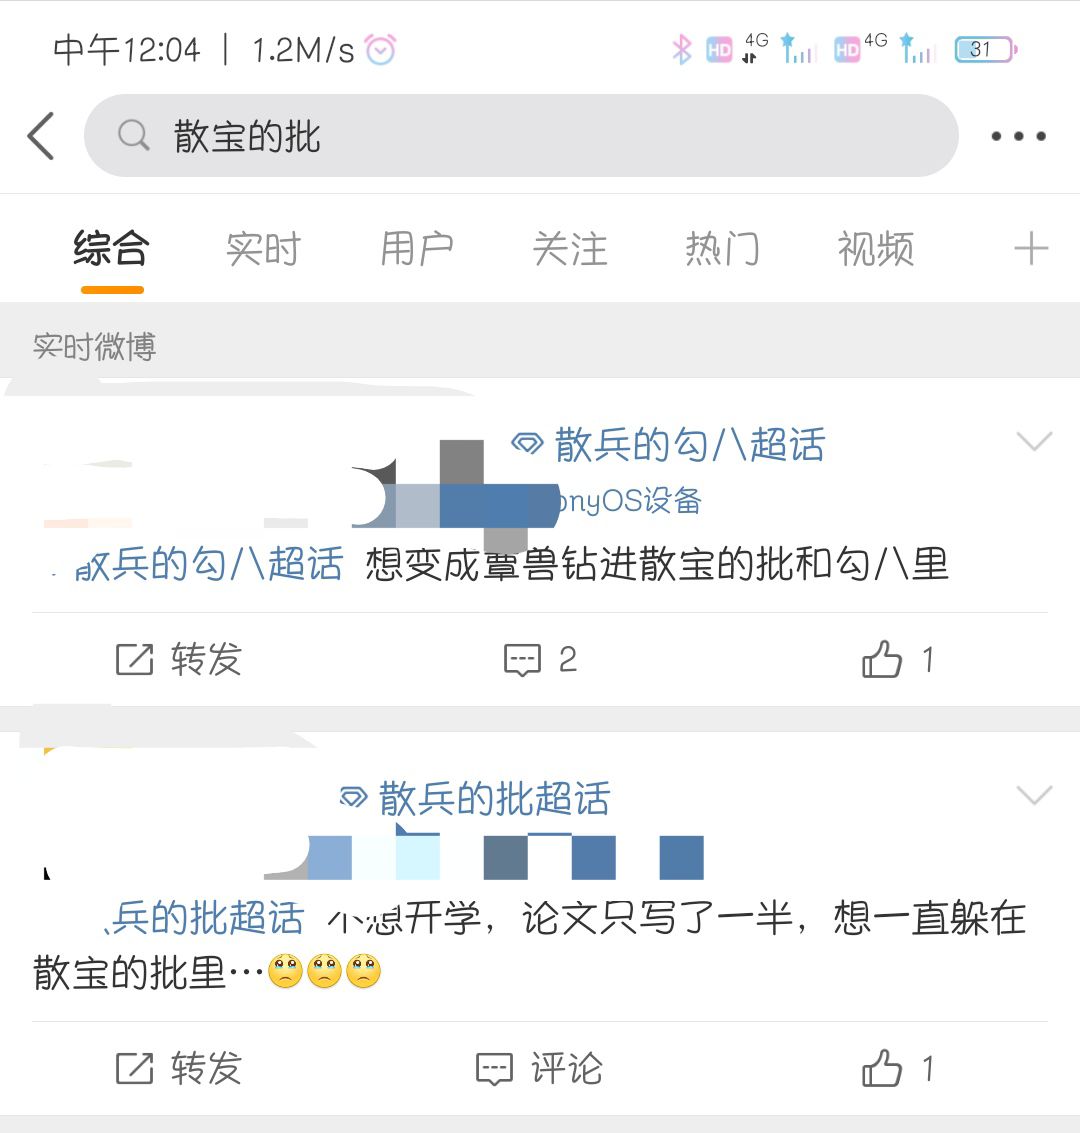 中午12:04 | 1.2M/s HD 4G HD 4G 31
散宝的批
综合 实时 用户 关注 热门 视频
实时微博
散兵的勾八超话
onyOS设备
散兵的勾八超话 想变成蕈兽钻进散宝的批和勾八里
转发 2 1
散兵的批超话
兵的批超话 不想开学，论文只写了一半，想一直躲在
散宝的批里…🥺🥺🥺
转发 评论 1